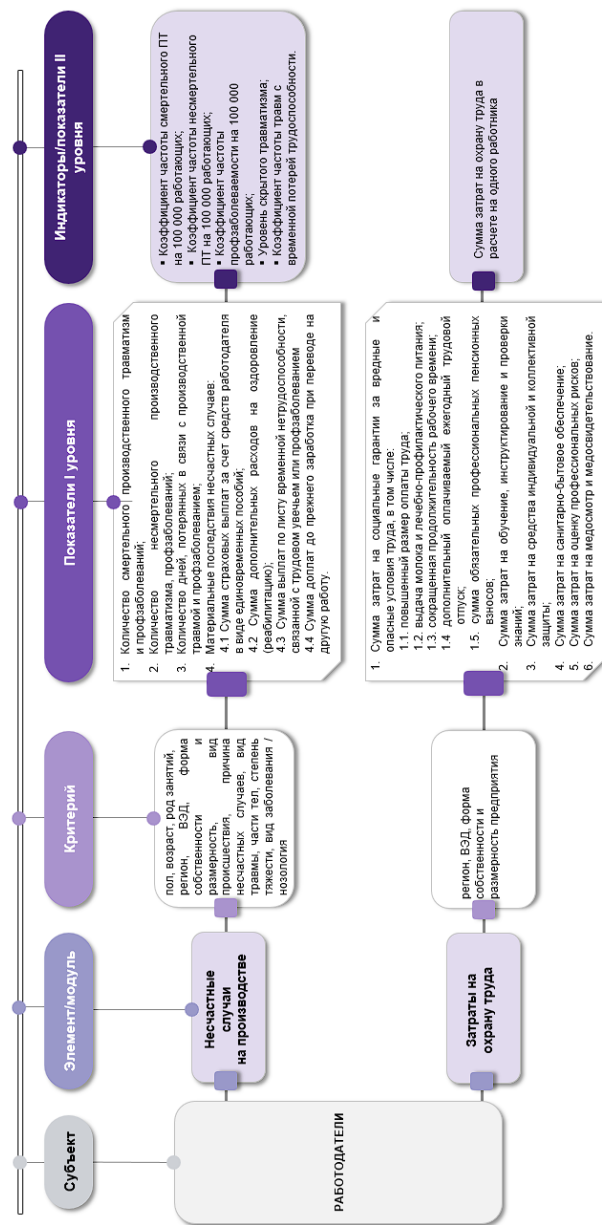 Субъект
Элемент/модуль
Критерий
Показатели I уровня
Индикаторы/показатели II
уровня
РАБОТОДАТЕЛИ
Несчастные
случаи
на производстве
пол, возраст, род занятий,
регион, ВЭД, форма
собственности и
размерность, вид
происшествия, причина
несчастных случаев, вид
травмы, части тел, степень
тяжести, вид заболевания /
нозология
1. Количество смертельного производственного травматизм
и профзаболеваний;
2. Количество несмертельного производственного
травматизма, профзаболеваний;
3. Количество дней, потерянных в связи с производственной
травмой и профзаболеванием;
4. Материальные последствия несчастных случаев:
4.1 Сумма страховых выплат за счет средств работодателя
в виде единовременных пособий;
4.2 Сумма дополнительных расходов на оздоровление
(реабилитацию);
4.3 Сумма выплат по листу временной нетрудоспособности,
связанной с трудовым увечьем или профзаболеванием
4.4 Сумма доплат до прежнего заработка при переводе на
другую работу.
▪ Коэффициент частоты смертельного ПТ
на 100 000 работающих;
▪ Коэффициент частоты несмертельного
ПТ на 100 000 работающих;
▪ Коэффициент частоты
профзаболеваемости на 100 000
работающих;
▪ Уровень скрытого травматизма;
▪ Коэффициент частоты травм с
временной потерей трудоспособности.
Затраты на
охрану труда
регион, ВЭД, форма
собственности и
размерность предприятия
1. Сумма затрат на социальные гарантии за вредные и
опасные условия труда, в том числе:
1.1. повышенный размер оплаты труда;
1.2. выдача молока и лечебно-профилактического питания;
1.3. сокращенная продолжительность рабочего времени;
1.4 дополнительный оплачиваемый ежегодный трудовой
отпуск;
1.5. сумма обязательных профессиональных пенсионных
взносов;
2. Сумма затрат на обучение, инструктирование и проверки
знаний;
3. Сумма затрат на средства индивидуальной и коллективной
защиты;
4. Сумма затрат на санитарно-бытовое обеспечение;
5. Сумма затрат на оценку профессиональных рисков;
6. Сумма затрат на медосмотр и медосвидетельствование.
Сумма затрат на охрану труда в
расчете на одного работника